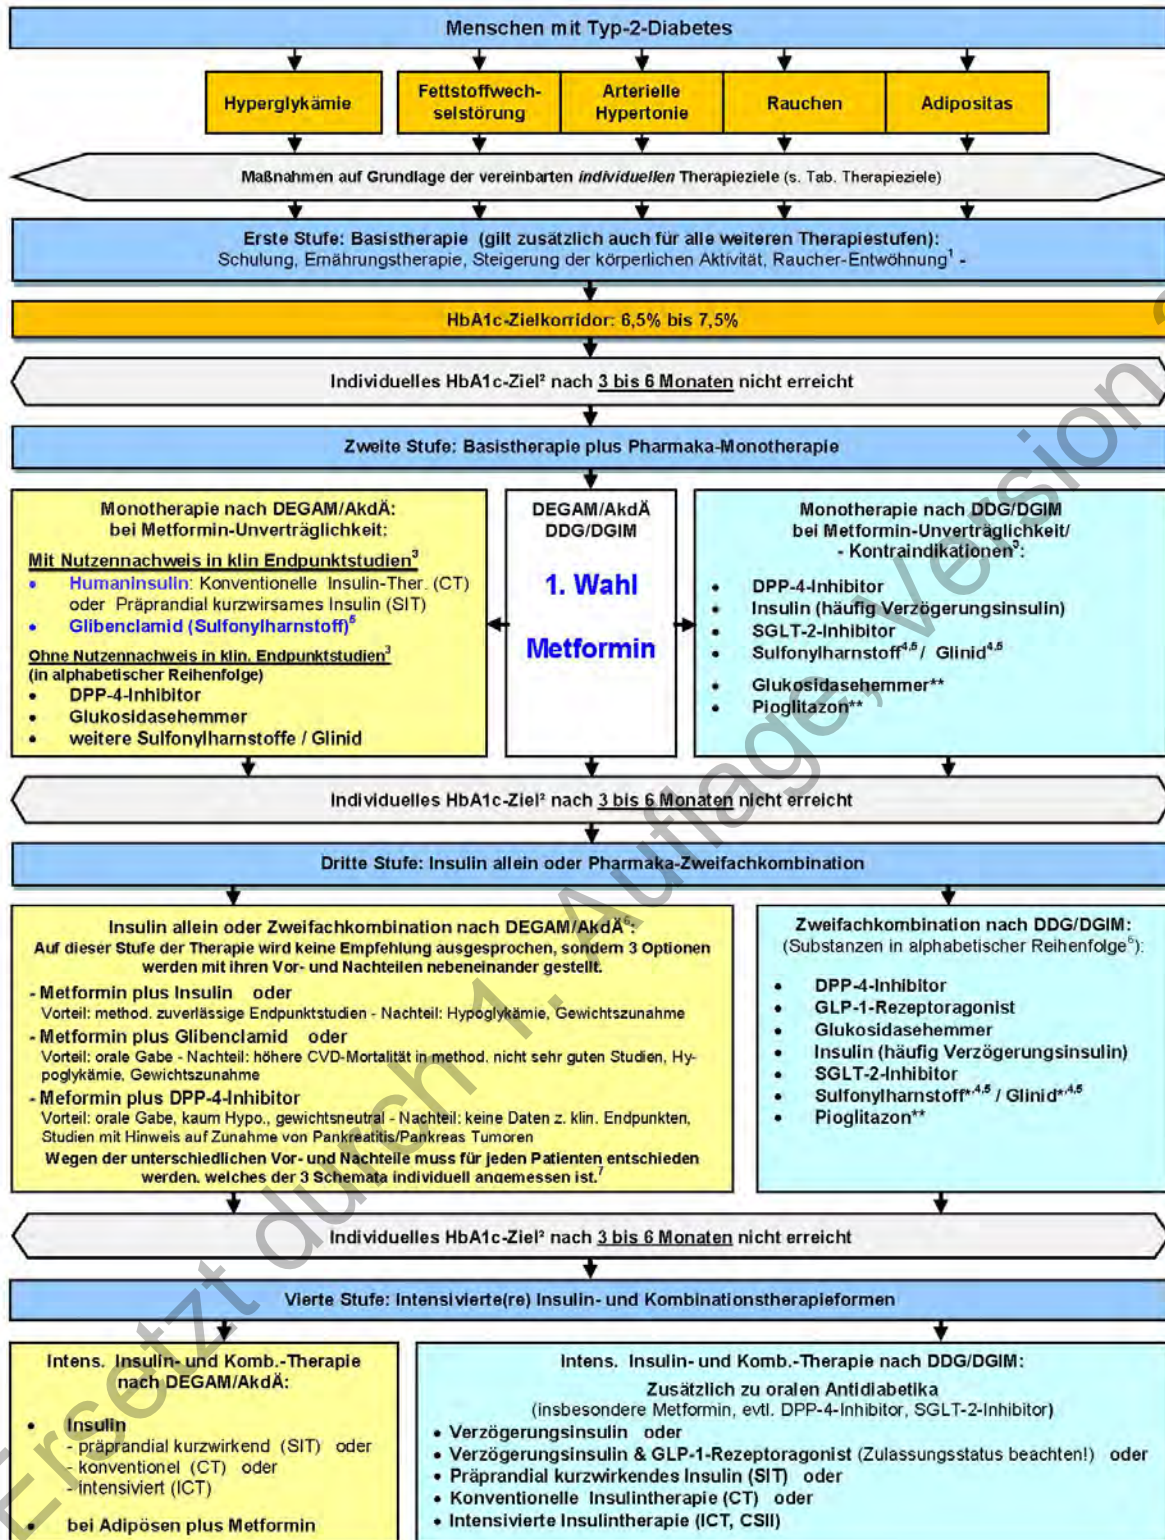 Menschen mit Typ-2-Diabetes
Hyperglykämie
Fettstoffwech-
selstörung
Arterielle
Hypertonie
Rauchen
Adipositas
Maßnahmen auf Grundlage der vereinbarten individuellen Therapieziele (s. Tab. Therapieziele)
Erste Stufe: Basistherapie (gilt zusätzlich auch für alle weiteren Therapiestufen):
Schulung, Ernährungstherapie, Steigerung der körperlichen Aktivität, Raucher-Entwöhnung¹ -
HbA1c-Zielkorridor: 6,5% bis 7,5%
Individuelles HbA1c-Ziel² nach 3 bis 6 Monaten nicht erreicht
Zweite Stufe: Basistherapie plus Pharmaka-Monotherapie
Monotherapie nach DEGAM/AkdÄ:
bei Metformin-Unverträglichkeit:
Mit Nutzennachweis in klin Endpunktstudien³
• Humaninsulin: Konventionelle Insulin-Ther. (CT)
oder Präprandial kurzwirksames Insulin (SIT)
• Glibenclamid (Sulfonylharnstoff)⁵
Ohne Nutzennachweis in klin. Endpunktstudien³
(in alphabetischer Reihenfolge)
• DPP-4-Inhibitor
• Glukosidasehemmer
• weitere Sulfonylharnstoffe / Glinid
DEGAM/AkdÄ
DDG/DGIM
1. Wahl
Metformin
Monotherapie nach DDG/DGIM
bei Metformin-Unverträglichkeit/
- Kontraindikationen³:
• DPP-4-Inhibitor
• Insulin (häufig Verzögerungsinsulin)
• SGLT-2-Inhibitor
• Sulfonylharnstoff⁴,⁵ / Glinid⁴,⁵
• Glukosidasehemmer**
• Pioglitazon**
Individuelles HbA1c-Ziel² nach 3 bis 6 Monaten nicht erreicht
Dritte Stufe: Insulin allein oder Pharmaka-Zweifachkombination
Insulin allein oder Zweifachkombination nach DEGAM/AkdÄ⁶:
Auf dieser Stufe der Therapie wird keine Empfehlung ausgesprochen, sondern 3 Optionen
werden mit ihren Vor- und Nachteilen nebeneinander gestellt.
- Metformin plus Insulin oder
Vorteil: method. zuverlässige Endpunktstudien - Nachteil: Hypoglykämie, Gewichtszunahme
- Metformin plus Glibenclamid oder
Vorteil: orale Gabe - Nachteil: höhere CVD-Mortalität in method. nicht sehr guten Studien, Hy-
poglykämie, Gewichtszunahme
- Meformin plus DPP-4-Inhibitor
Vorteil: orale Gabe, kaum Hypo., gewichtsneutral - Nachteil: keine Daten z. klin. Endpunkten,
Studien mit Hinweis auf Zunahme von Pankreatitis/Pankreas Tumoren
Wegen der unterschiedlichen Vor- und Nachteile muss für jeden Patienten entschieden
werden, welches der 3 Schemata individuell angemessen ist.⁷
Zweifachkombination nach DDG/DGIM:
(Substanzen in alphabetischer Reihenfolge⁶):
• DPP-4-Inhibitor
• GLP-1-Rezeptoragonist
• Glukosidasehemmer
• Insulin (häufig Verzögerungsinsulin)
• SGLT-2-Inhibitor
• Sulfonylharnstoff*,⁴,⁵ / Glinid*,⁴,⁵
• Pioglitazon**
Individuelles HbA1c-Ziel² nach 3 bis 6 Monaten nicht erreicht
Vierte Stufe: Intensivierte(re) Insulin- und Kombinationstherapieformen
Intens. Insulin- und Komb.-Therapie
nach DEGAM/AkdÄ:
• Insulin
- präprandial kurzwirkend (SIT) oder
- konventionel (CT) oder
- intensiviert (ICT)
• bei Adipösen plus Metformin
Intens. Insulin- und Komb.-Therapie nach DDG/DGIM:
Zusätzlich zu oralen Antidiabetika
(insbesondere Metformin, evtl. DPP-4-Inhibitor, SGLT-2-Inhibitor)
• Verzögerungsinsulin oder
• Verzögerungsinsulin & GLP-1-Rezeptoragonist (Zulassungsstatus beachten!) oder
• Präprandial kurzwirkendes Insulin (SIT) oder
• Konventionelle Insulintherapie (CT) oder
• Intensivierte Insulintherapie (ICT, CSII)
Ersetzt durch 1. Auflage, Version